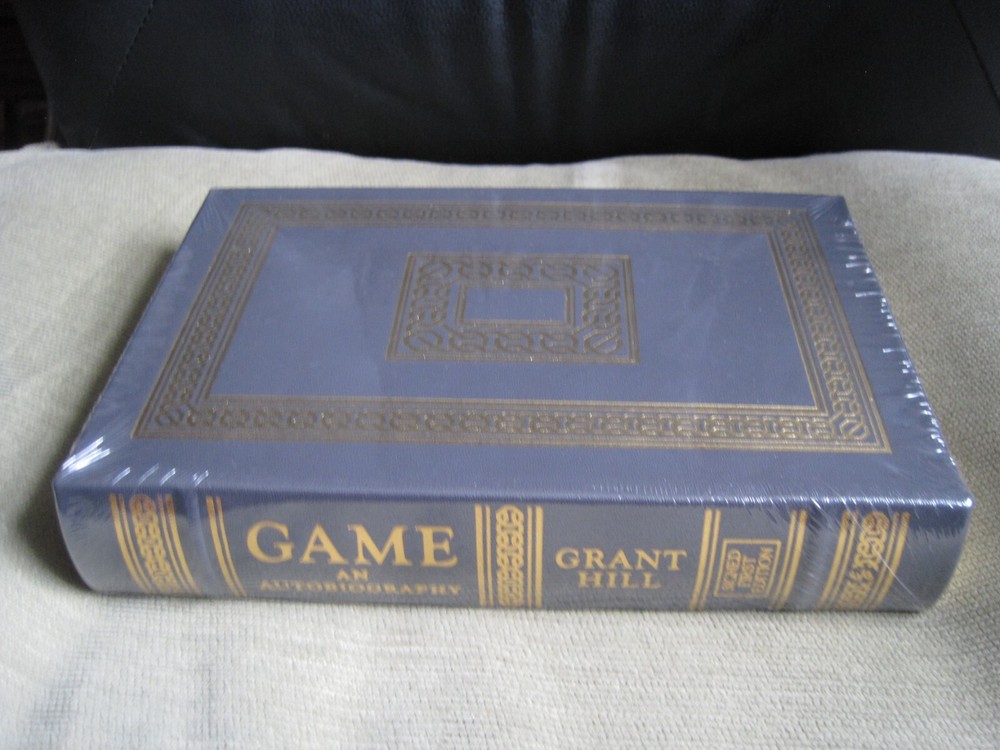 GAME
AN
AUTOBIOGRAPHY
GRANT
HILL
SIGNED
FIRST
EDITION